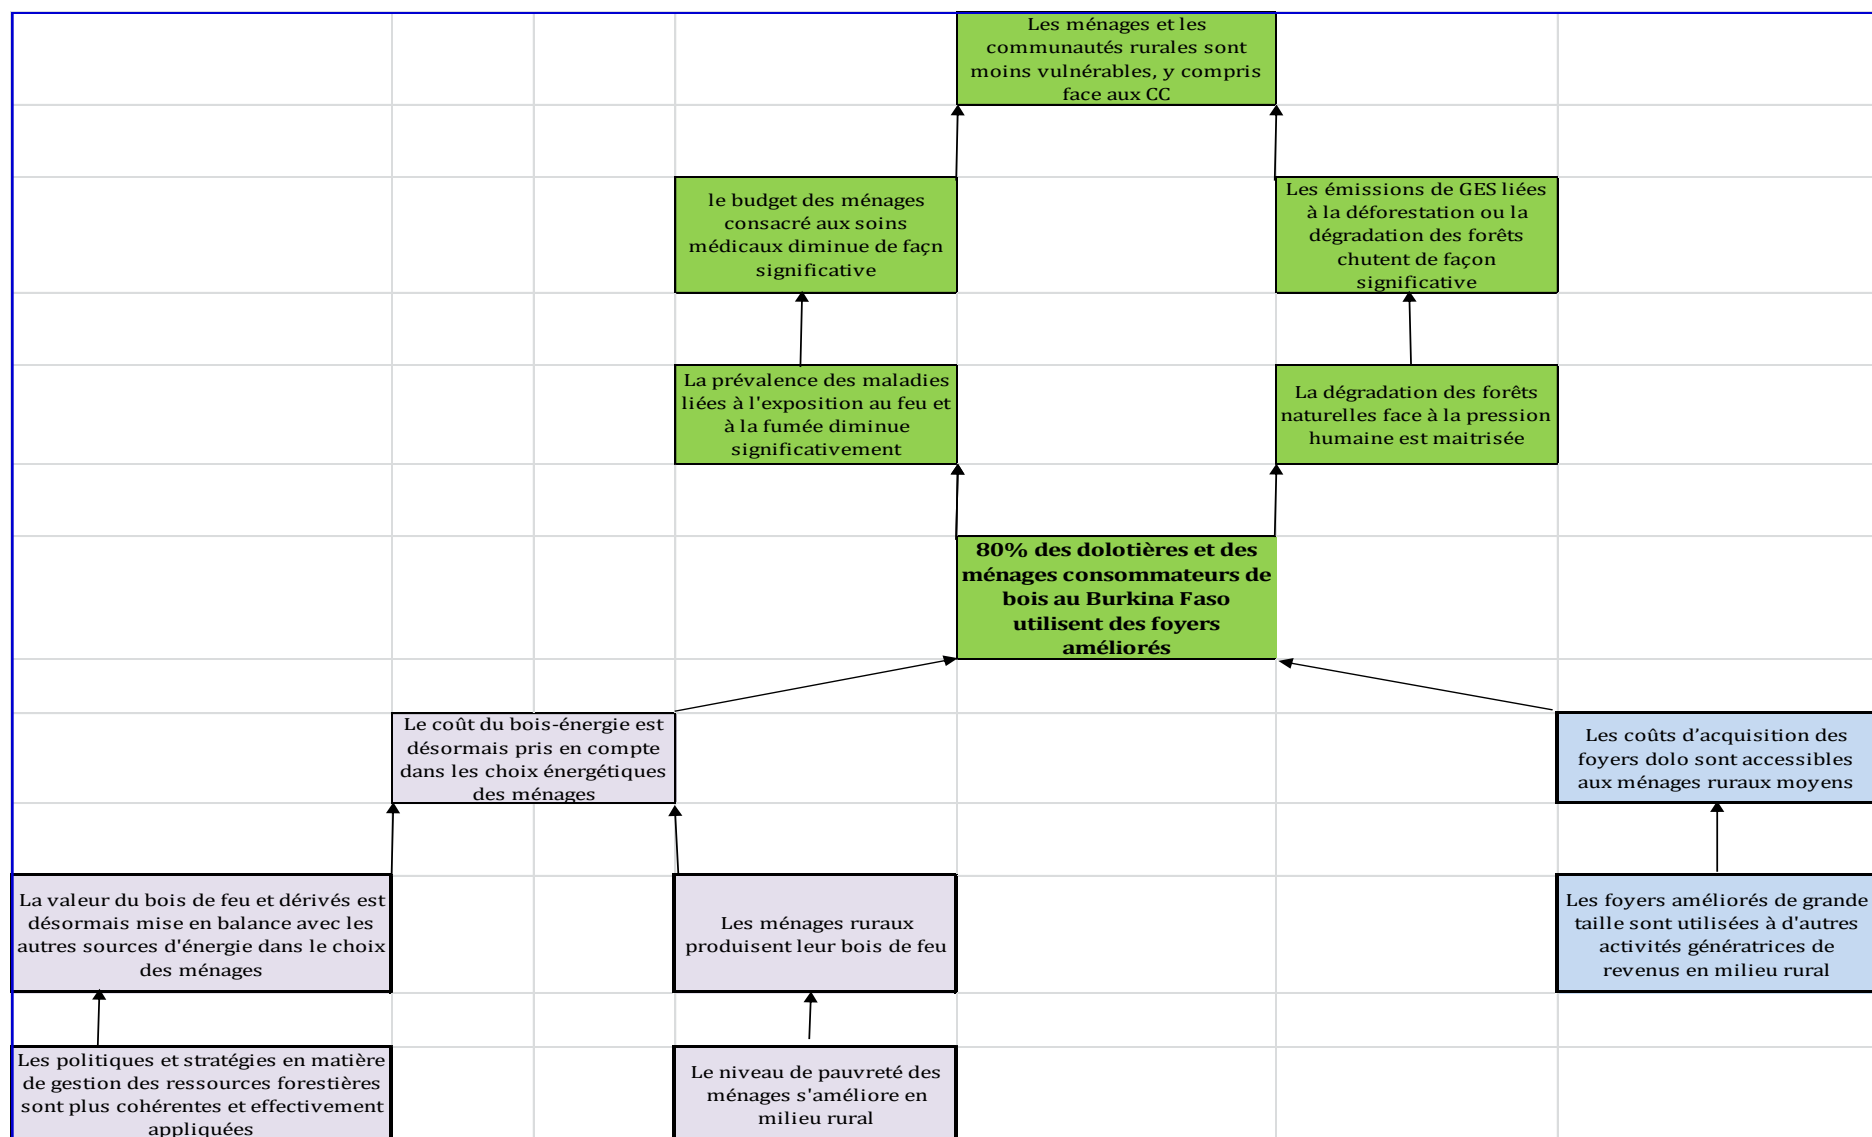 Les ménages et les
communautés rurales sont
moins vulnérables, y compris
face aux CC
le budget des ménages
consacré aux soins
médicaux diminue de façn
significative
Les émissions de GES liées
à la déforestation ou la
dégradation des forêts
chutent de façon
significative
La prévalence des maladies
liées à l'exposition au feu et
à la fumée diminue
significativement
La dégradation des forêts
naturelles face à la pression
humaine est maitrisée
80% des dolotières et des
ménages consommateurs de
bois au Burkina Faso
utilisent des foyers
améliorés
Le coût du bois-énergie est
désormais pris en compte
dans les choix énergétiques
des ménages
Les coûts d’acquisition des
foyers dolo sont accessibles
aux ménages ruraux moyens
La valeur du bois de feu et dérivés est
désormais mise en balance avec les
autres sources d'énergie dans le choix
des ménages
Les ménages ruraux
produisent leur bois de feu
Les foyers améliorés de grande
taille sont utilisées à d'autres
activités génératrices de
revenus en milieu rural
Les politiques et stratégies en matière
de gestion des ressources forestières
sont plus cohérentes et effectivement
appliquées
Le niveau de pauvreté des
ménages s'améliore en
milieu rural